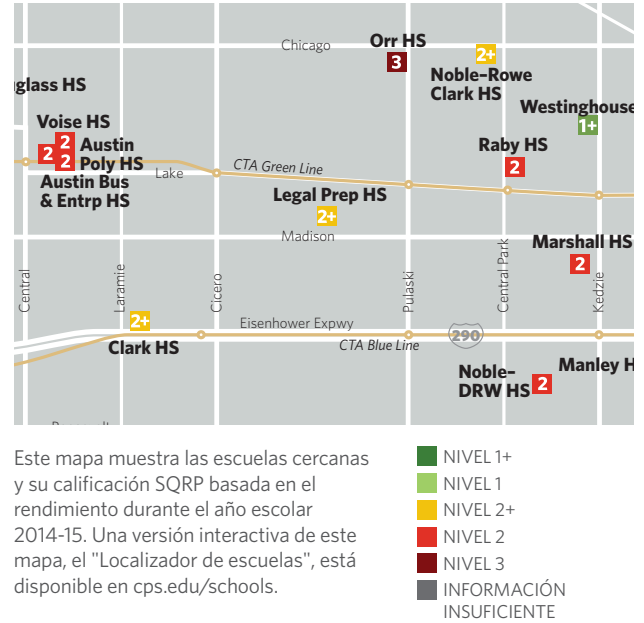 Chicago
Orr HS
3
2+
Noble–Rowe
Clark HS
glass HS
Westinghouse
1+
Voise HS
2
2
2
Austin
Poly HS
Austin Bus
& Entrp HS
Raby HS
2
CTA Green Line
Lake
Legal Prep HS
2+
Madison
Marshall HS
2
Central
Laramie
Cicero
Pulaski
Central Park
Kedzie
2+
Clark HS
Eisenhower Expwy
CTA Blue Line
290
Noble–
DRW HS
2
Manley H
Este mapa muestra las escuelas cercanas
y su calificación SQRP basada en el
rendimiento durante el año escolar
2014-15. Una versión interactiva de este
mapa, el "Localizador de escuelas", está
disponible en cps.edu/schools.
NIVEL 1+
NIVEL 1
NIVEL 2+
NIVEL 2
NIVEL 3
INFORMACIÓN
INSUFICIENTE